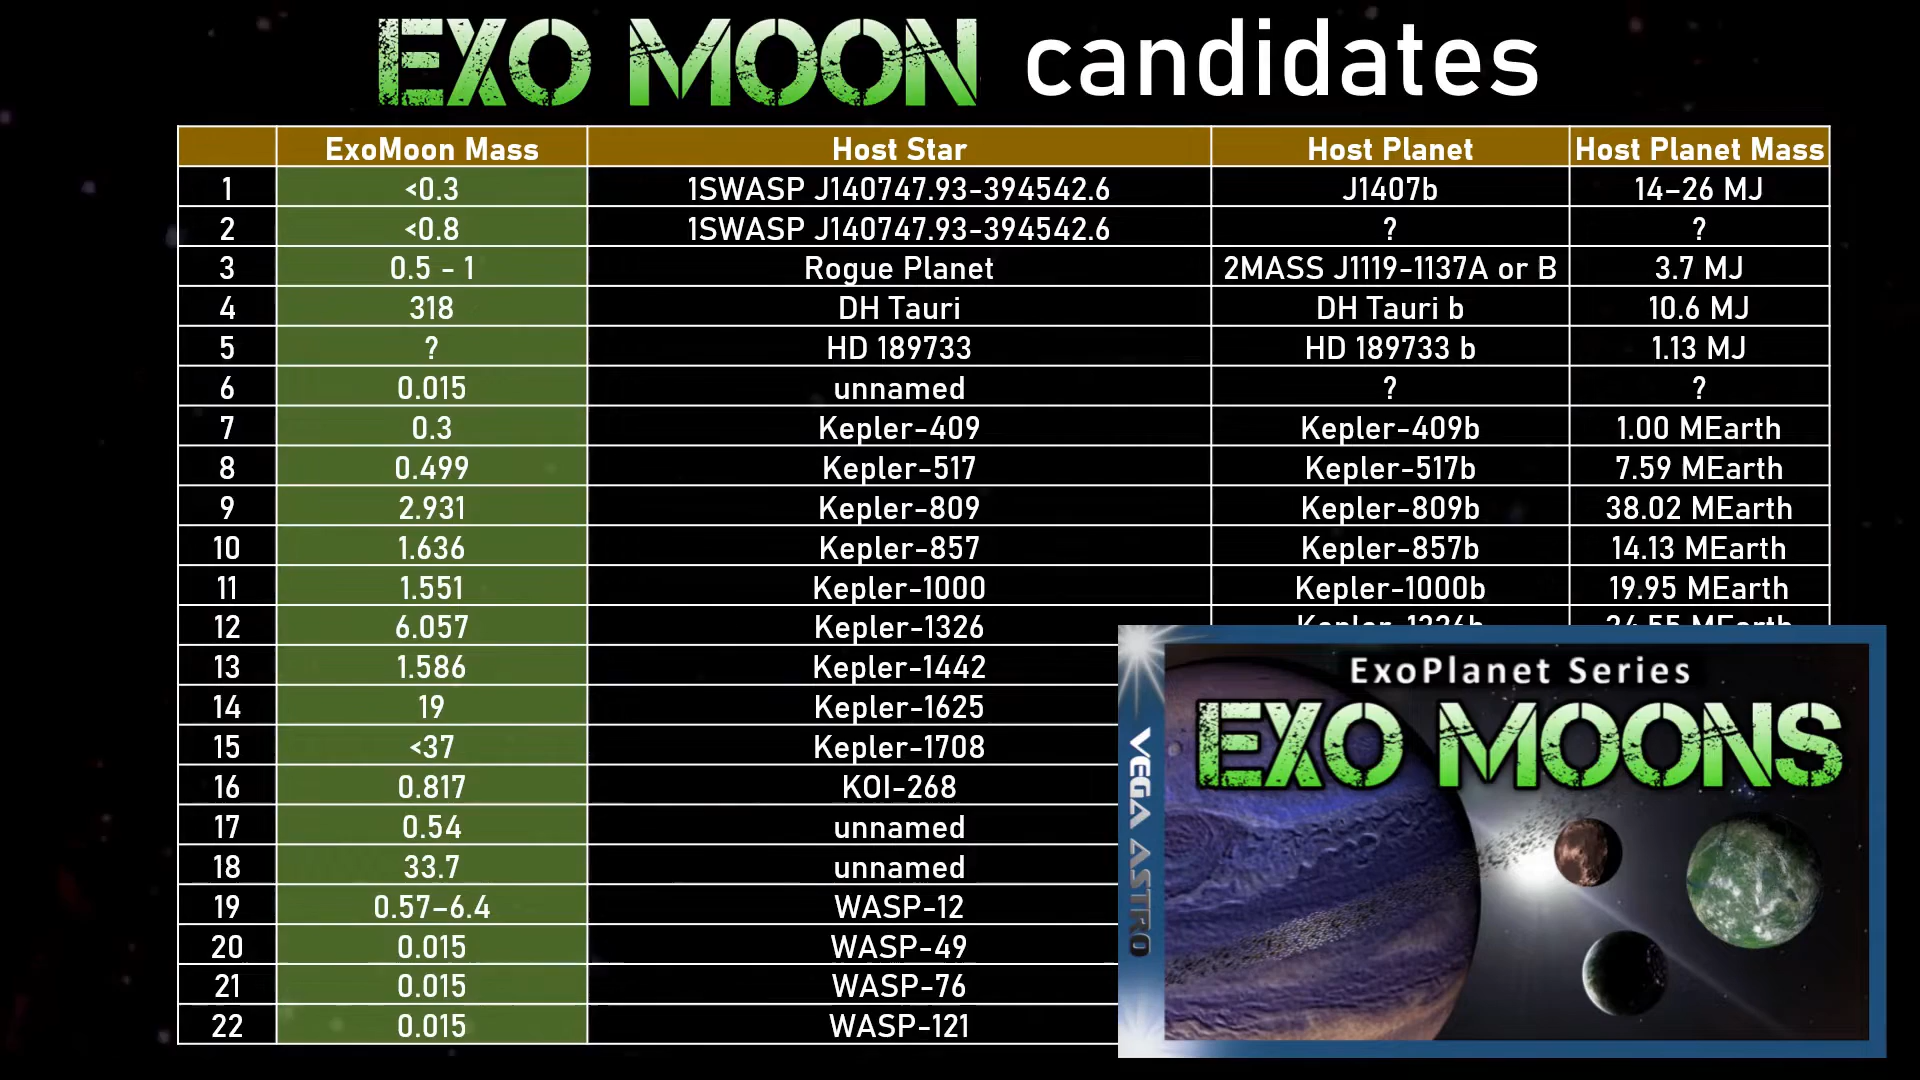 EXO MOON candidates
ExoMoon Mass Host Star Host Planet Host Planet Mass
1 <0.3 1SWASP J140747.93-394542.6 J1407b 14–26 MJ
2 <0.8 1SWASP J140747.93-394542.6 ? ?
3 0.5 - 1 Rogue Planet 2MASS J1119-1137A or B 3.7 MJ
4 318 DH Tauri DH Tauri b 10.6 MJ
5 ? HD 189733 HD 189733 b 1.13 MJ
6 0.015 unnamed ? ?
7 0.3 Kepler-409 Kepler-409b 1.00 MEarth
8 0.499 Kepler-517 Kepler-517b 7.59 MEarth
9 2.931 Kepler-809 Kepler-809b 38.02 MEarth
10 1.636 Kepler-857 Kepler-857b 14.13 MEarth
11 1.551 Kepler-1000 Kepler-1000b 19.95 MEarth
12 6.057 Kepler-1326 Kepler-1326b MEarth
13 1.586 Kepler-1442
14 19 Kepler-1625
15 <37 Kepler-1708
16 0.817 KOI-268
17 0.54 unnamed
18 33.7 unnamed
19 0.57–6.4 WASP-12
20 0.015 WASP-49
21 0.015 WASP-76
22 0.015 WASP-121
ExoPlanet Series
EXO MOONS
VEGA ASTRO